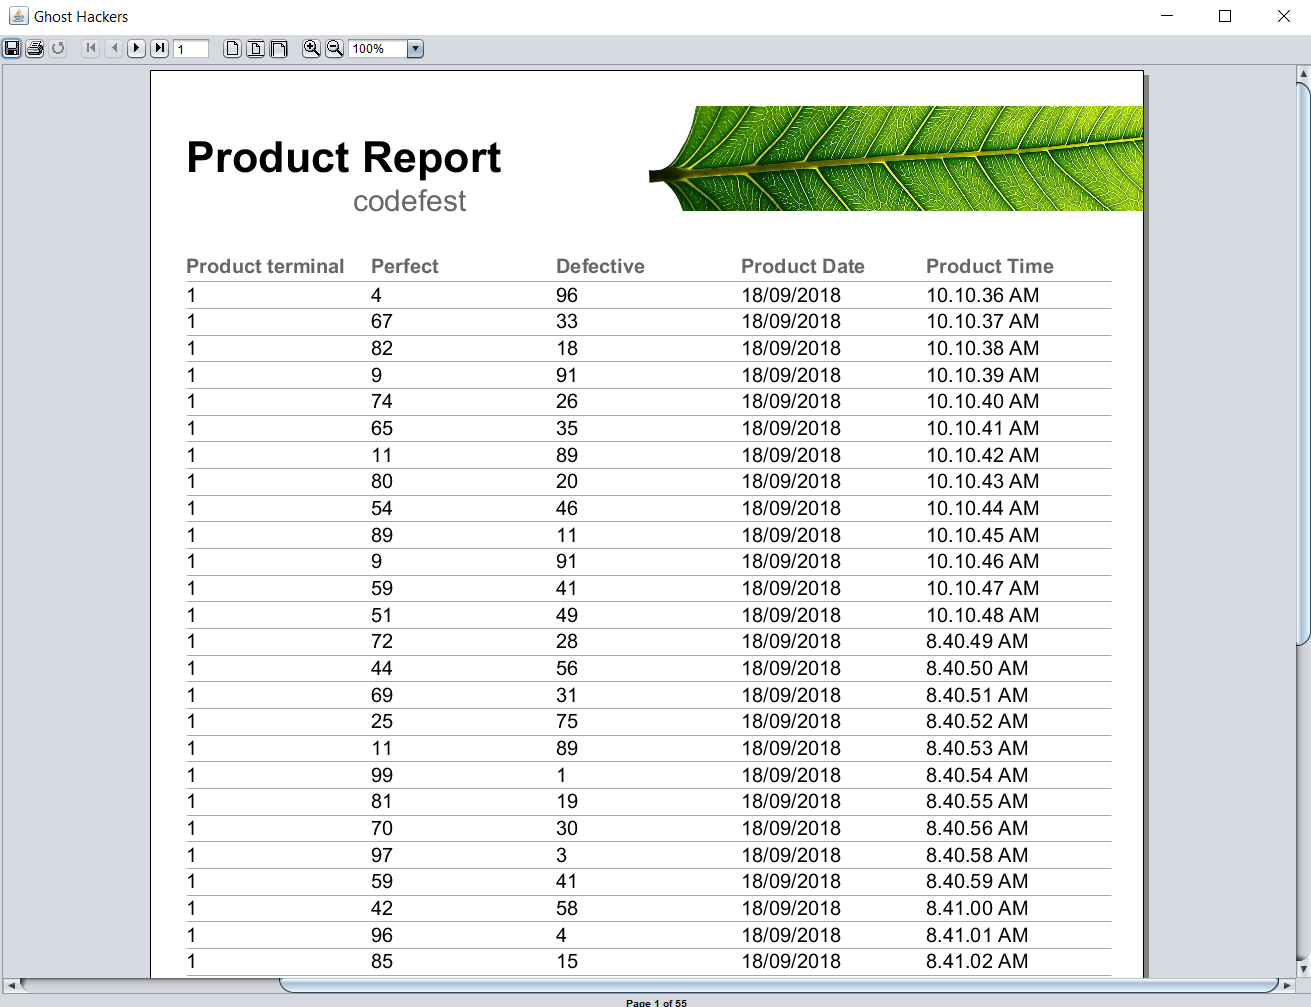 Ghost Hackers
1 100%
Product Report
codefest
Product terminal Perfect Defective Product Date Product Time
1 4 96 18/09/2018 10.10.36 AM
1 67 33 18/09/2018 10.10.37 AM
1 82 18 18/09/2018 10.10.38 AM
1 9 91 18/09/2018 10.10.39 AM
1 74 26 18/09/2018 10.10.40 AM
1 65 35 18/09/2018 10.10.41 AM
1 11 89 18/09/2018 10.10.42 AM
1 80 20 18/09/2018 10.10.43 AM
1 54 46 18/09/2018 10.10.44 AM
1 89 11 18/09/2018 10.10.45 AM
1 9 91 18/09/2018 10.10.46 AM
1 59 41 18/09/2018 10.10.47 AM
1 51 49 18/09/2018 10.10.48 AM
1 72 28 18/09/2018 8.40.49 AM
1 44 56 18/09/2018 8.40.50 AM
1 69 31 18/09/2018 8.40.51 AM
1 25 75 18/09/2018 8.40.52 AM
1 11 89 18/09/2018 8.40.53 AM
1 99 1 18/09/2018 8.40.54 AM
1 81 19 18/09/2018 8.40.55 AM
1 70 30 18/09/2018 8.40.56 AM
1 97 3 18/09/2018 8.40.58 AM
1 59 41 18/09/2018 8.40.59 AM
1 42 58 18/09/2018 8.41.00 AM
1 96 4 18/09/2018 8.41.01 AM
1 85 15 18/09/2018 8.41.02 AM
Page 1 of 55